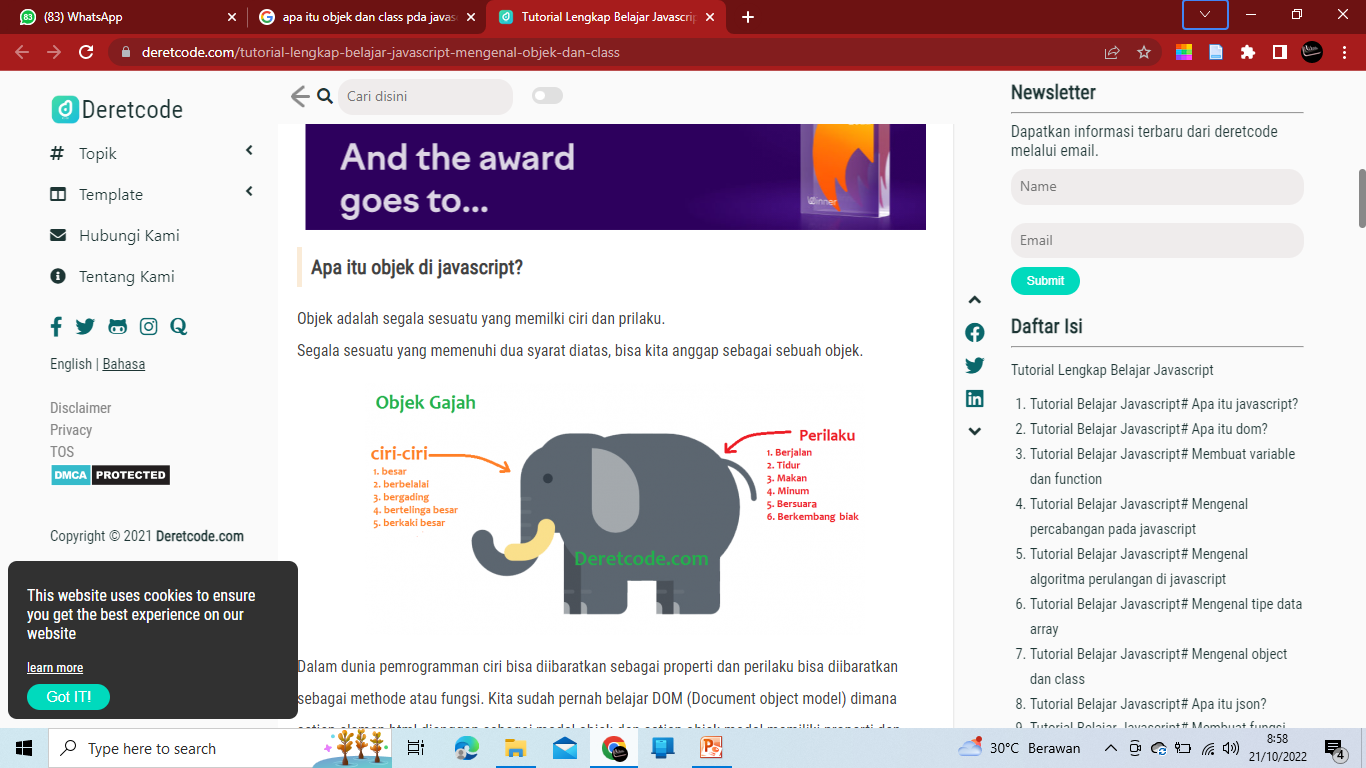 (83) WhatsApp
apa itu objek dan class pda javas
Tutorial Lengkap Belajar Javascrip
deretcode.com/tutorial-lengkap-belajar-javascript-mengenal-objek-dan-class
Deretcode
Topik
Template
Hubungi Kami
Tentang Kami
English | Bahasa
Disclaimer
Privacy
TOS
DMCA PROTECTED
Copyright © 2021 Deretcode.com
This website uses cookies to ensure
you get the best experience on our
website
learn more
Got IT!
Cari disini
And the award
goes to...
Winner
Apa itu objek di javascript?
Objek adalah segala sesuatu yang memilki ciri dan prilaku.
Segala sesuatu yang memenuhi dua syarat diatas, bisa kita anggap sebagai sebuah objek.
Objek Gajah
ciri-ciri
1. besar
2. berbelalai
3. bergading
4. bertelinga besar
5. berkaki besar
Perilaku
1. Berjalan
2. Tidur
3. Makan
4. Minum
5. Bersuara
6. Berkembang biak
Deretcode.com
Dalam dunia pemrogramman ciri bisa diibaratkan sebagai properti dan perilaku bisa diibaratkan
sebagai methode atau fungsi. Kita sudah pernah belajar DOM (Document object model) dimana
Newsletter
Dapatkan informasi terbaru dari deretcode
melalui email.
Name
Email
Submit
Daftar Isi
Tutorial Lengkap Belajar Javascript
1. Tutorial Belajar Javascript# Apa itu javascript?
2. Tutorial Belajar Javascript# Apa itu dom?
3. Tutorial Belajar Javascript# Membuat variable
dan function
4. Tutorial Belajar Javascript# Mengenal
percabangan pada javascript
5. Tutorial Belajar Javascript# Mengenal
algoritma perulangan di javascript
6. Tutorial Belajar Javascript# Mengenal tipe data
array
7. Tutorial Belajar Javascript# Mengenal object
dan class
8. Tutorial Belajar Javascript# Apa itu json?
9. Tutorial Belajar Javascript# Membuat fungsi
Type here to search
30°C Berawan
8:58
21/10/2022
4